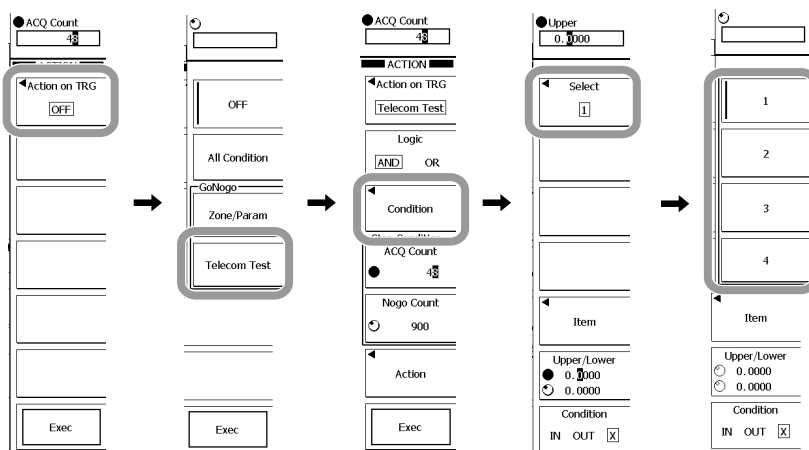 ACQ Count
48
Action on TRG
OFF
Exec
OFF
All Condition
GoNogo
Zone/Param
Telecom Test
Exec
ACQ Count
48
ACTION
Action on TRG
Telecom Test
Logic
AND OR
Condition
ACQ Count
48
Nogo Count
900
Action
Exec
Upper
0.0000
Select
1
Item
Upper/Lower
0.0000
0.0000
Condition
IN OUT X
1
2
3
4
Item
Upper/Lower
0.0000
0.0000
Condition
IN OUT X